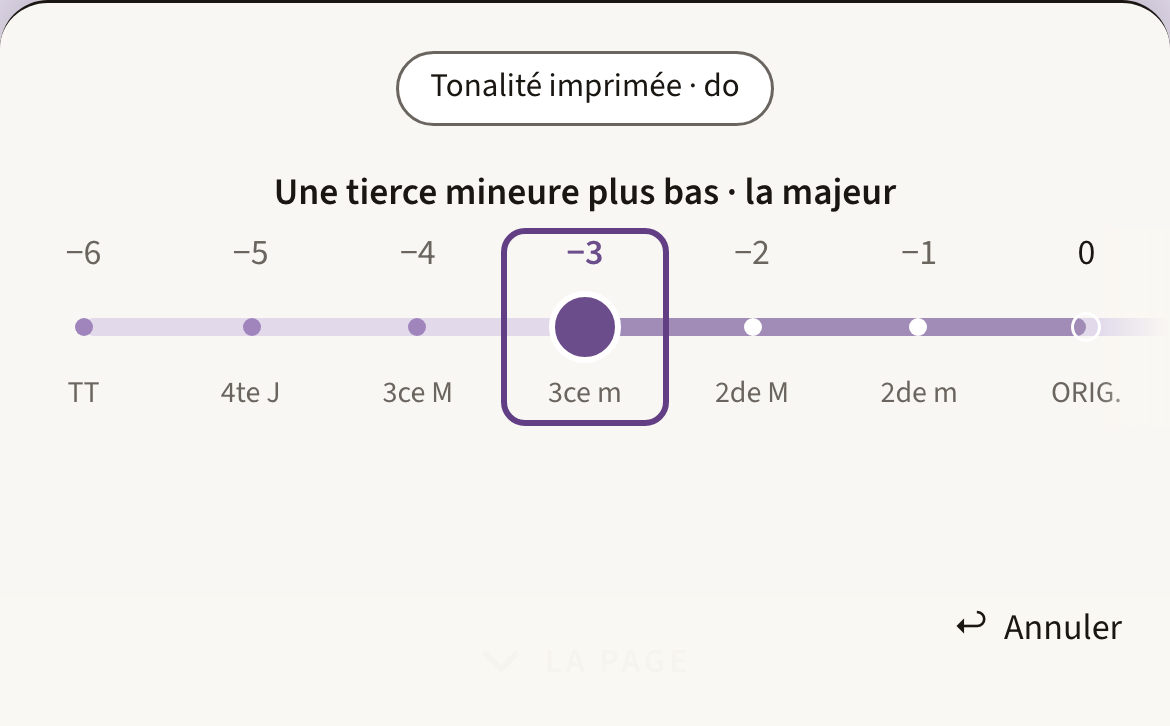 Tonalité imprimée · do
Une tierce mineure plus bas · la majeur
−6 −5 −4 −3 −2 −1 0
TT 4te J 3ce M 3ce m 2de M 2de m ORIG.
Annuler
LA PAGE